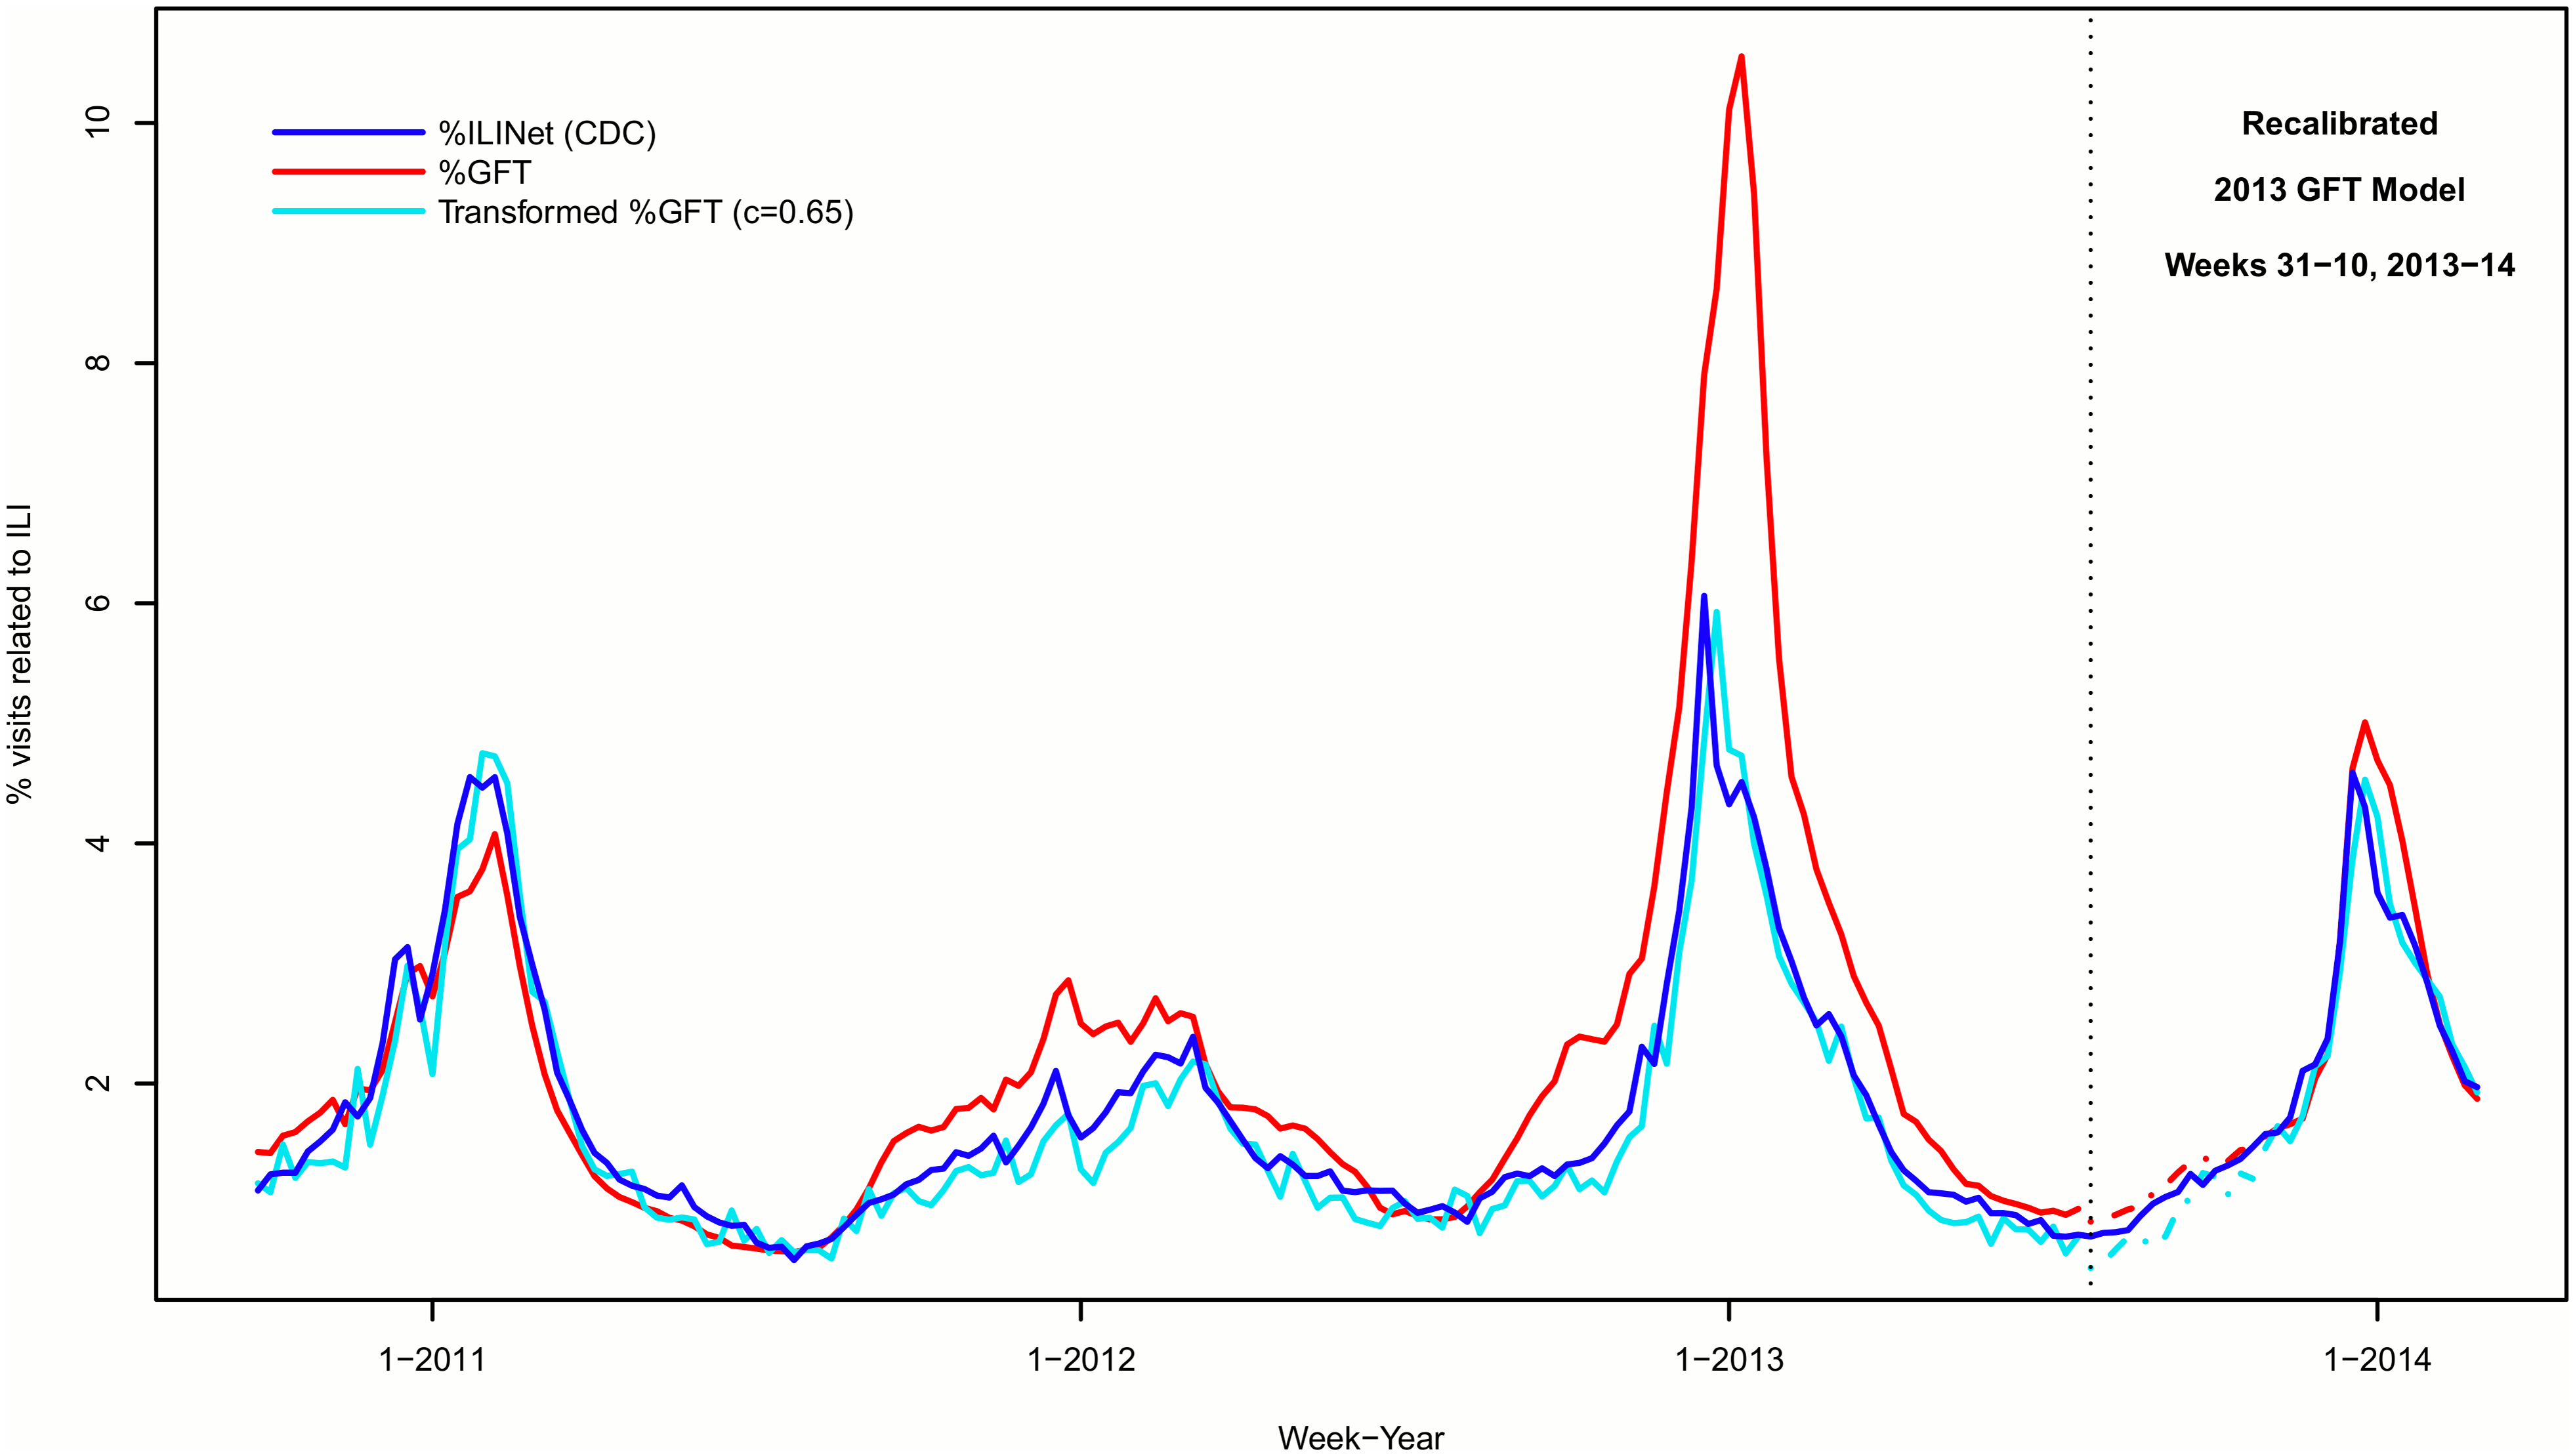 %ILINet (CDC)
%GFT
Transformed %GFT (c=0.65)
Recalibrated
2013 GFT Model
Weeks 31−10, 2013−14
% visits related to ILI
10
8
6
4
2
1−2011
1−2012
1−2013
1−2014
Week−Year